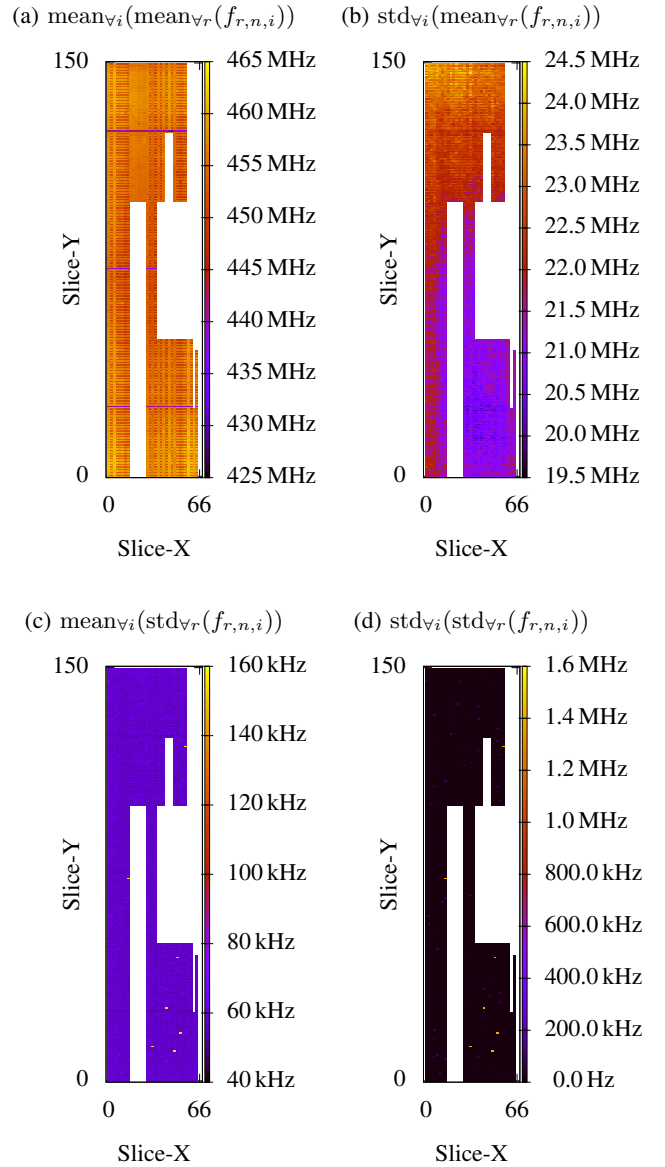 (a) mean∀i(mean∀r(fr,n,i))
150
Slice-Y
0
0 66
Slice-X
465 MHz
460 MHz
455 MHz
450 MHz
445 MHz
440 MHz
435 MHz
430 MHz
425 MHz
(b) std∀i(mean∀r(fr,n,i))
Slice-Y
0 66
Slice-X
24.5 MHz
24.5 MHz
23.5 MHz
23.0 MHz
22.5 MHz
22.0 MHz
21.5 MHz
21.0 MHz
20.5 MHz
20.0 MHz
19.5 MHz
(c) mean∀i(std∀r(fr,n,i))
150
Slice-Y
0
0 66
Slice-X
160 kHz
140 kHz
120 kHz
100 kHz
80 kHz
60 kHz
40 kHz
(d) std∀i(std∀r(fr,n,i))
150
Slice-Y
0
0 66
Slice-X
1.6 MHz
1.4 MHz
1.2 MHz
1.0 MHz
800.0 kHz
600.0 kHz
400.0 kHz
200.0 kHz
0.0 Hz